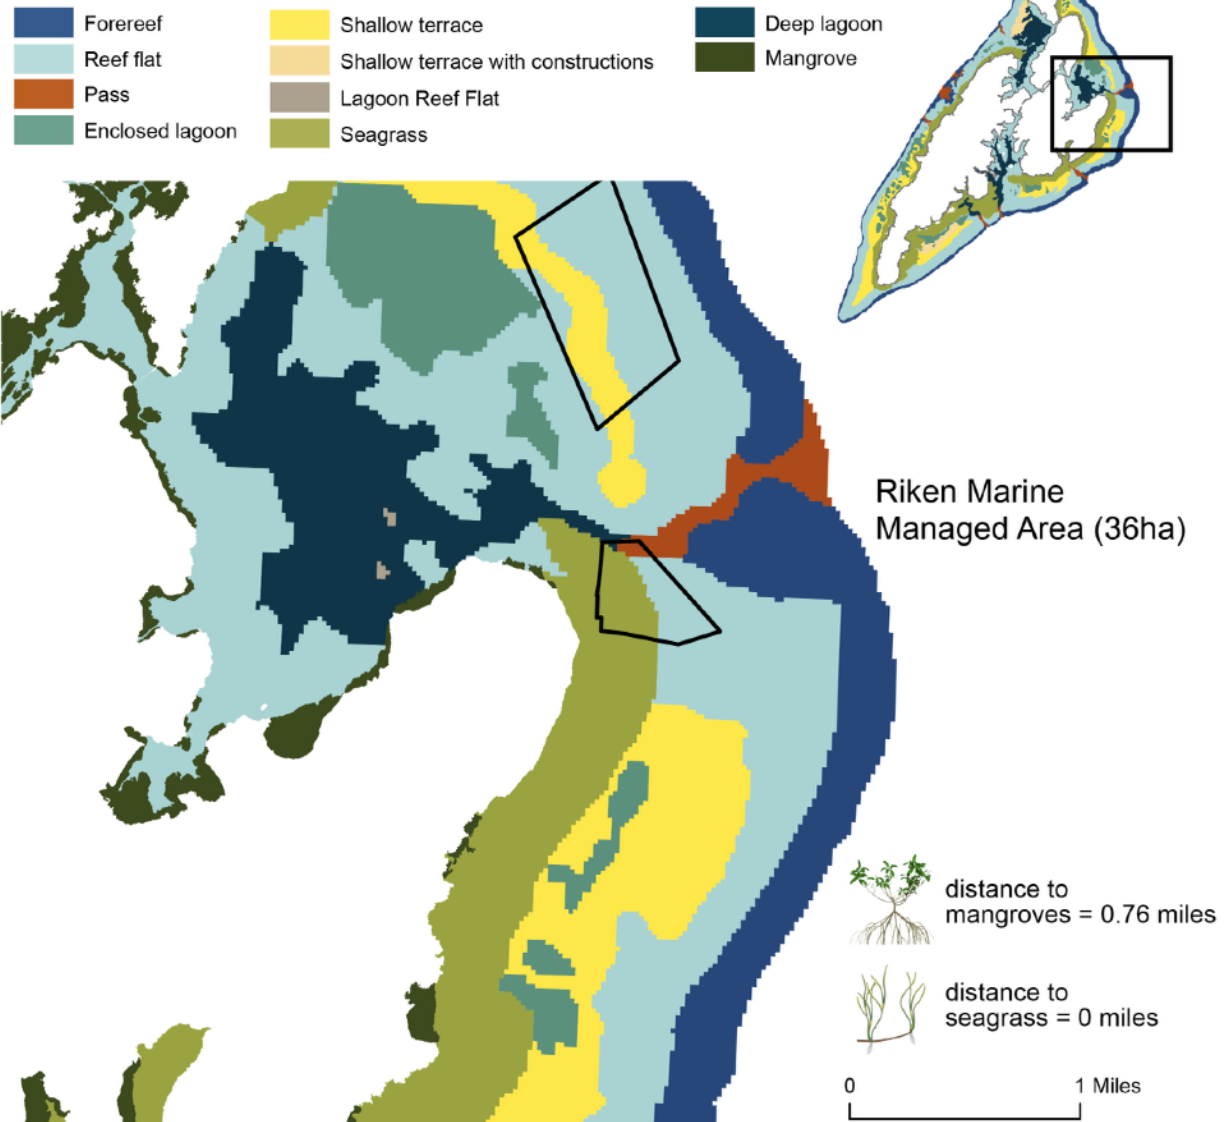 Forereef
Reef flat
Pass
Enclosed lagoon
Shallow terrace
Shallow terrace with constructions
Lagoon Reef Flat
Seagrass
Deep lagoon
Mangrove
Riken Marine
Managed Area (36ha)
distance to
mangroves = 0.76 miles
distance to
seagrass = 0 miles
0 1 Miles